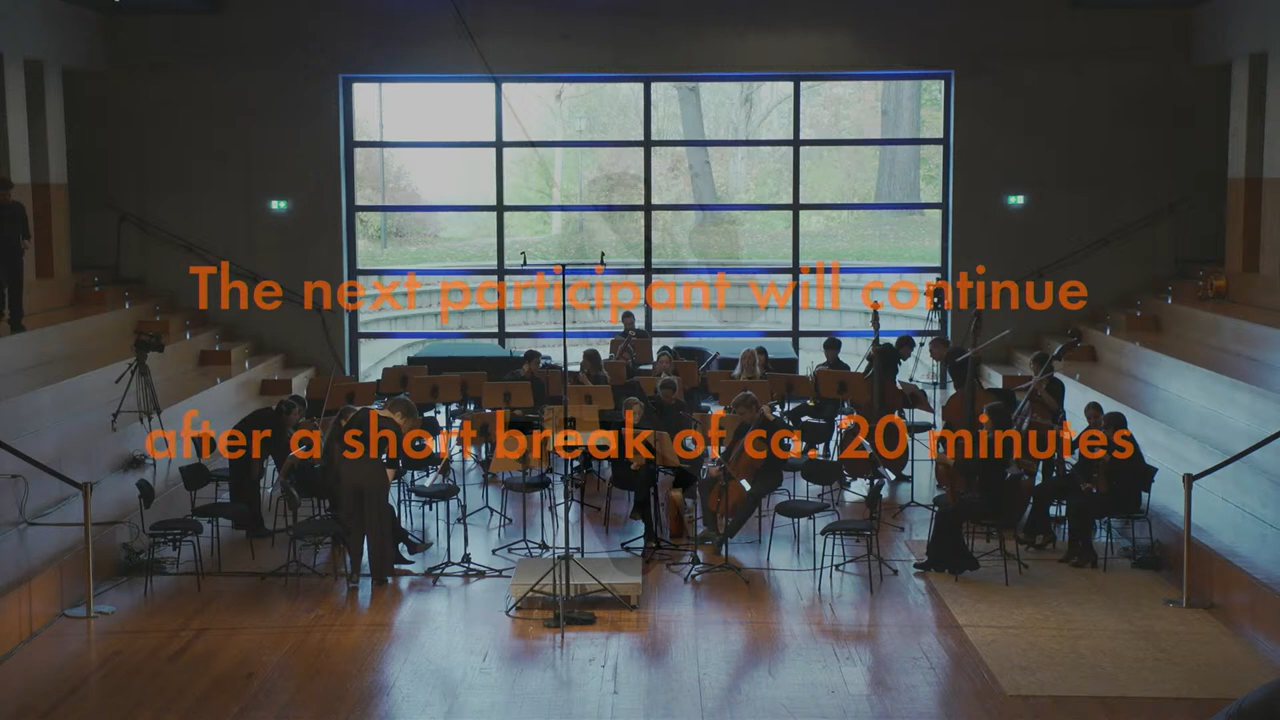 The next participant will continue
after a short break of ca. 20 minutes